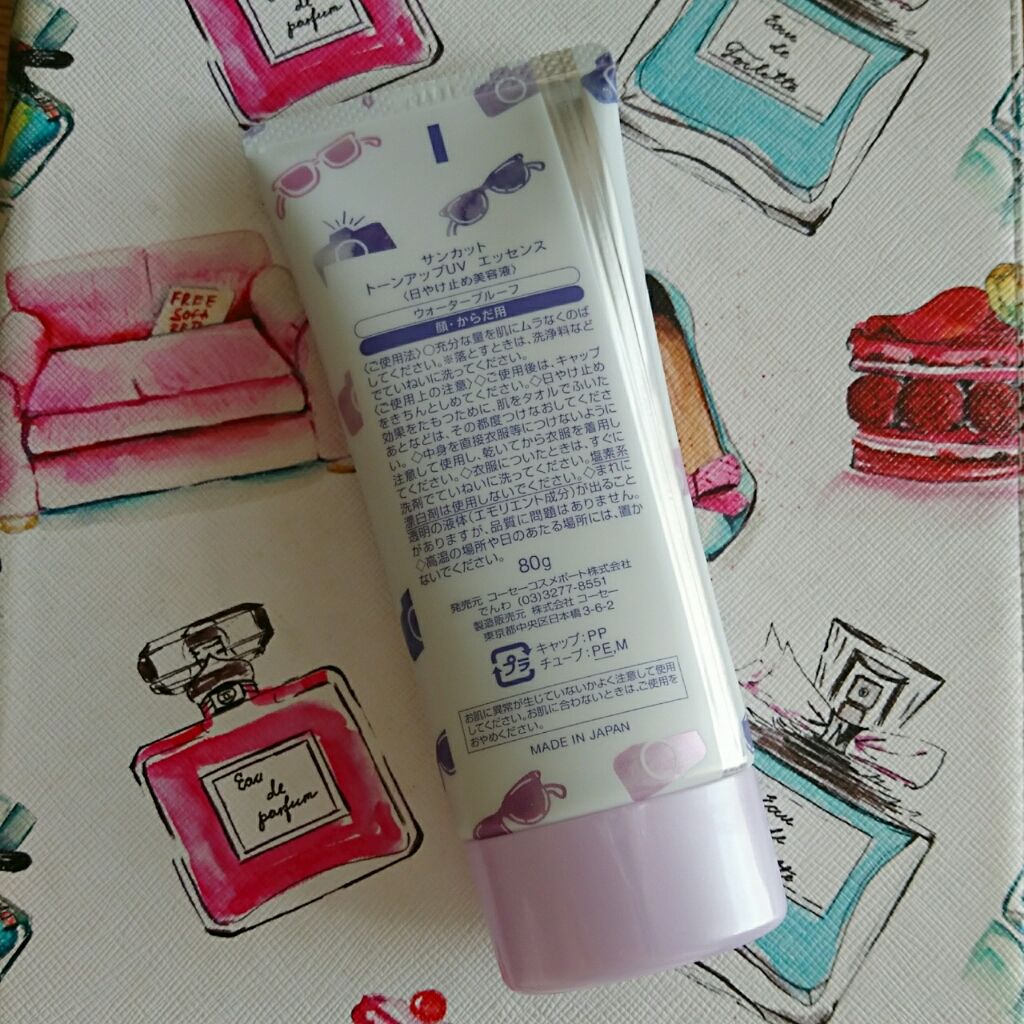 de
parfum
Eau
de
Toilette
サンカット
トーンアップUV エッセンス
〈日やけ止め美容液〉
ウォータープルーフ
顔・からだ用
〈ご使用法〉○充分な量を肌にムラなくのば
してください。※落とすときは、洗浄料など
でていねいに洗ってください。
〈ご使用上の注意〉◇ご使用後は、キャップ
をきちんとしめてください。◇日やけ止め
効果をたもつために、肌をタオルでふいた
あとなどは、その都度つけなおしてくださ
い。◇中身を直接衣服等につけないように
注意して使用し、乾いてから衣服を着用し
てください。◇衣服についたときは、すぐに
洗剤でていねいに洗ってください。塩素系
漂白剤は使用しないでください。◇まれに
透明の液体(エモリエント成分)が出ること
がありますが、品質に問題はありません。
◇高温の場所や日のあたる場所には、置か
ないでください。 80g
発売元 コーセーコスメポート株式会社
でんわ (03)3277-8551
製造販売元 株式会社 コーセー
東京都中央区日本橋3-6-2
プラ
キャップ:PP
チューブ:PE,M
お肌に異常が生じていないかよく注意して使用
してください。お肌に合わないときは、ご使用を
おやめください。
MADE IN JAPAN
FREE
SOFA
Eau
de
parfum